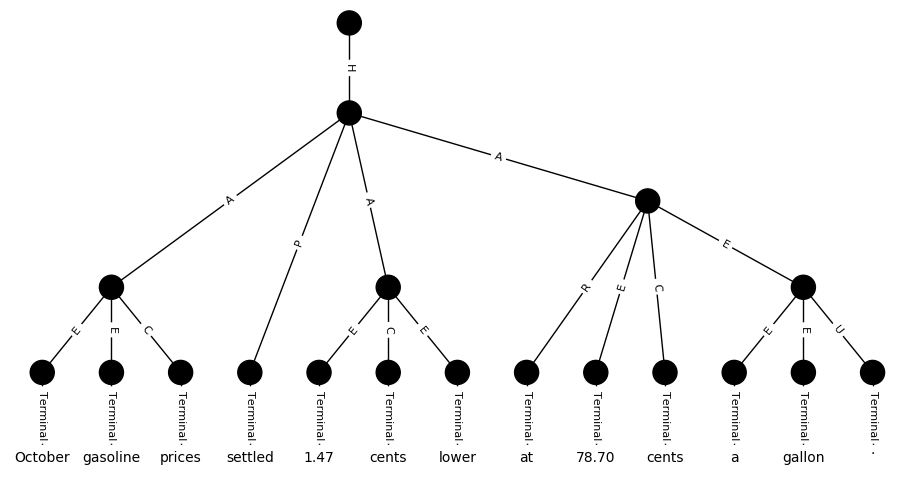 H
A
A
A
P
E
R
E
C
E
E
C
E
C
E
E
E
U
Terminal Terminal Terminal Terminal Terminal Terminal Terminal Terminal Terminal Terminal Terminal Terminal Terminal
October gasoline prices settled 1.47 cents lower at 78.70 cents a gallon .